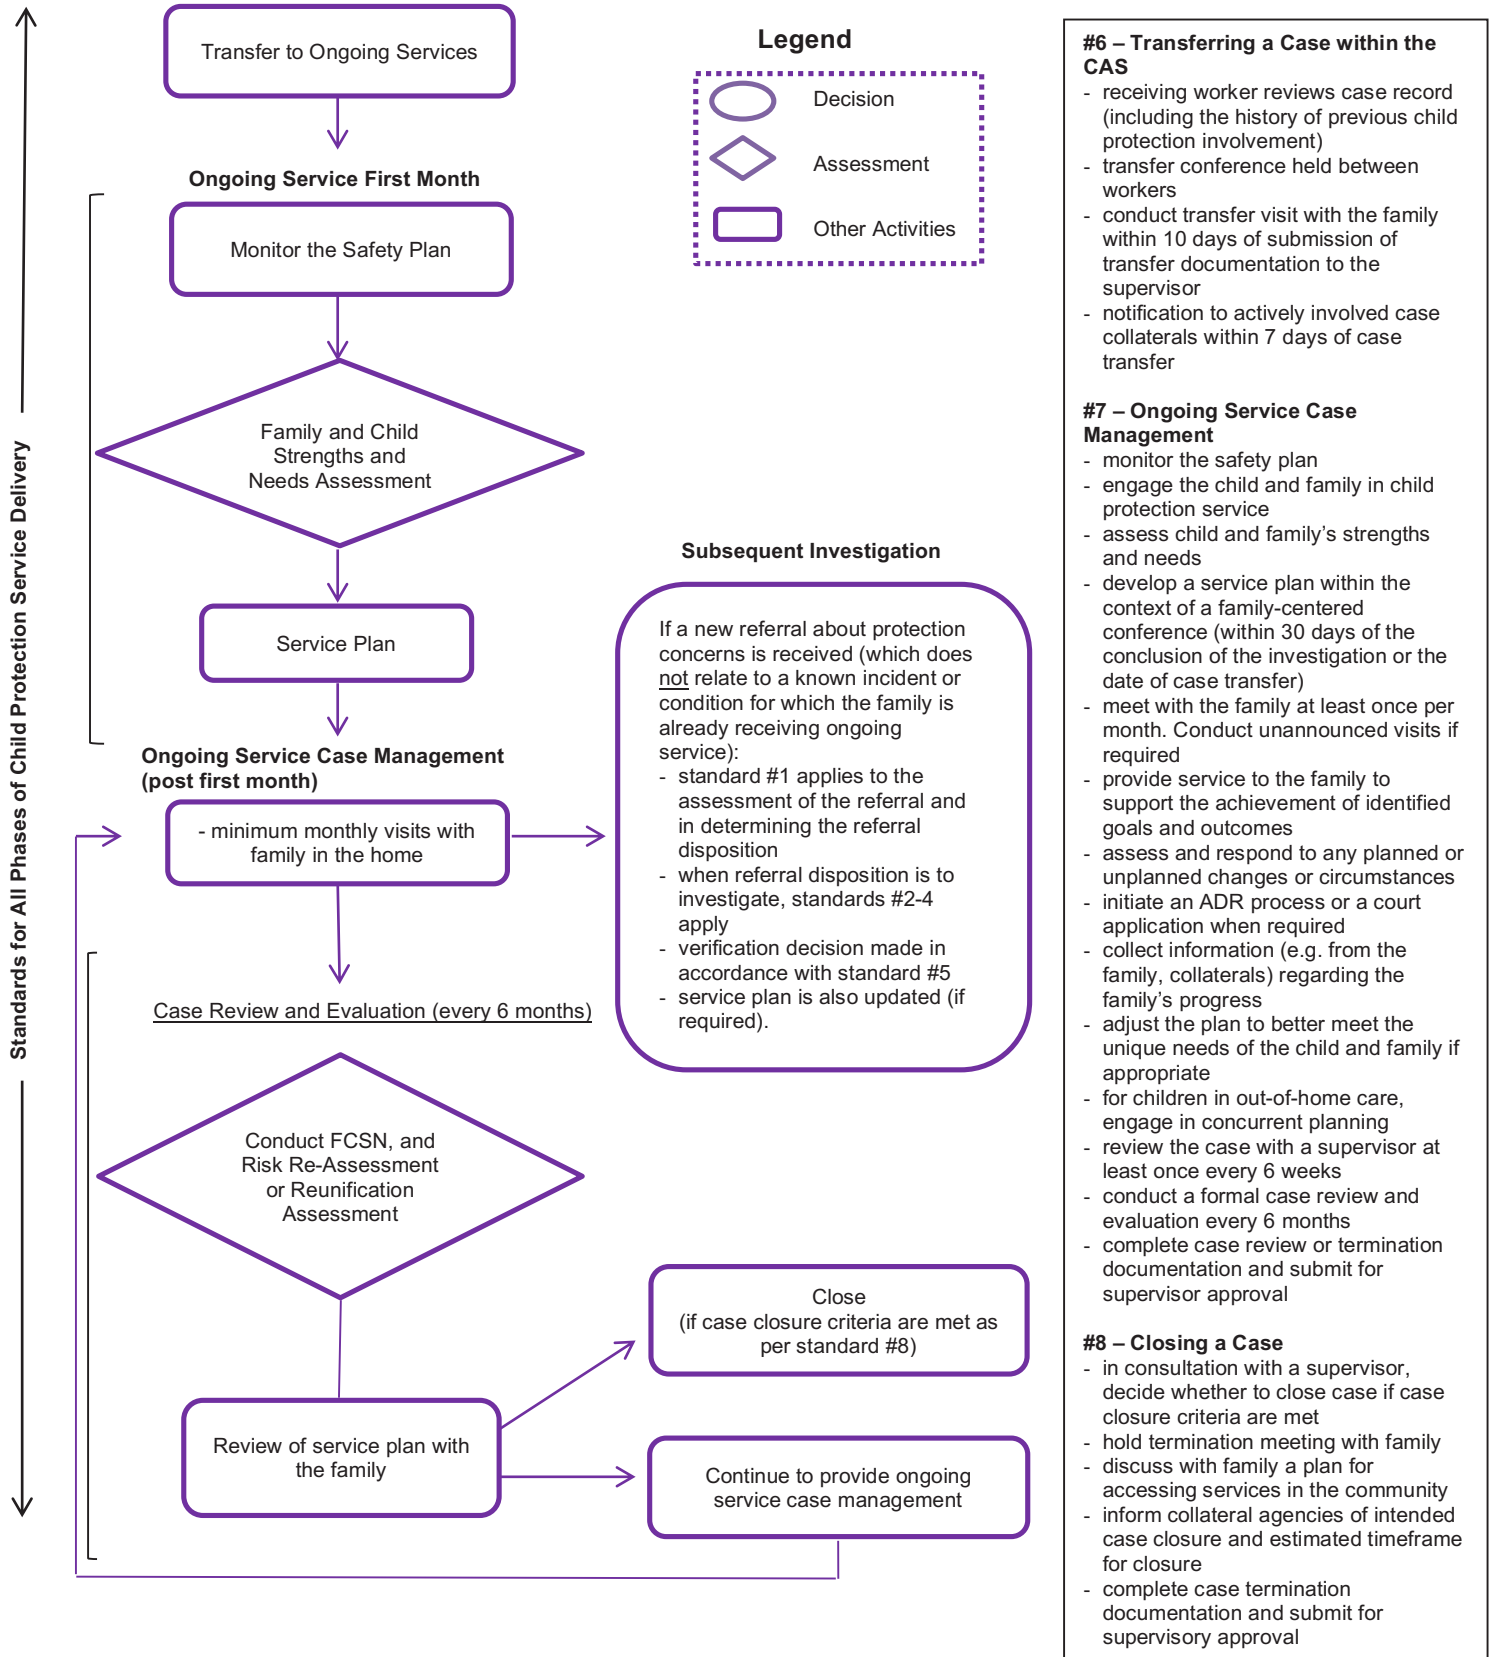 Transfer to Ongoing Services
Ongoing Service First Month
Monitor the Safety Plan
Family and Child
Strengths and
Needs Assessment
Service Plan
Ongoing Service Case Management
(post first month)
- minimum monthly visits with
family in the home
Case Review and Evaluation (every 6 months)
Conduct FCSN, and
Risk Re-Assessment
or Reunification
Assessment
Review of service plan with
the family
Standards for All Phases of Child Protection Service Delivery
Legend
Decision
Assessment
Other Activities
Subsequent Investigation
If a new referral about protection
concerns is received (which does
not relate to a known incident or
condition for which the family is
already receiving ongoing
service):
- standard #1 applies to the
assessment of the referral and
in determining the referral
disposition
- when referral disposition is to
investigate, standards #2-4
apply
- verification decision made in
accordance with standard #5
- service plan is also updated (if
required).
Close
(if case closure criteria are met as
per standard #8)
Continue to provide ongoing
service case management
#6 – Transferring a Case within the
CAS
- receiving worker reviews case record
(including the history of previous child
protection involvement)
- transfer conference held between
workers
- conduct transfer visit with the family
within 10 days of submission of
transfer documentation to the
supervisor
- notification to actively involved case
collaterals within 7 days of case
transfer
#7 – Ongoing Service Case
Management
- monitor the safety plan
- engage the child and family in child
protection service
- assess child and family’s strengths
and needs
- develop a service plan within the
context of a family-centered
conference (within 30 days of the
conclusion of the investigation or the
date of case transfer)
- meet with the family at least once per
month. Conduct unannounced visits if
required
- provide service to the family to
support the achievement of identified
goals and outcomes
- assess and respond to any planned or
unplanned changes or circumstances
- initiate an ADR process or a court
application when required
- collect information (e.g. from the
family, collaterals) regarding the
family’s progress
- adjust the plan to better meet the
unique needs of the child and family if
appropriate
- for children in out-of-home care,
engage in concurrent planning
- review the case with a supervisor at
least once every 6 weeks
- conduct a formal case review and
evaluation every 6 months
- complete case review or termination
documentation and submit for
supervisor approval
#8 – Closing a Case
- in consultation with a supervisor,
decide whether to close case if case
closure criteria are met
- hold termination meeting with family
- discuss with family a plan for
accessing services in the community
- inform collateral agencies of intended
case closure and estimated timeframe
for closure
- complete case termination
documentation and submit for
supervisory approval